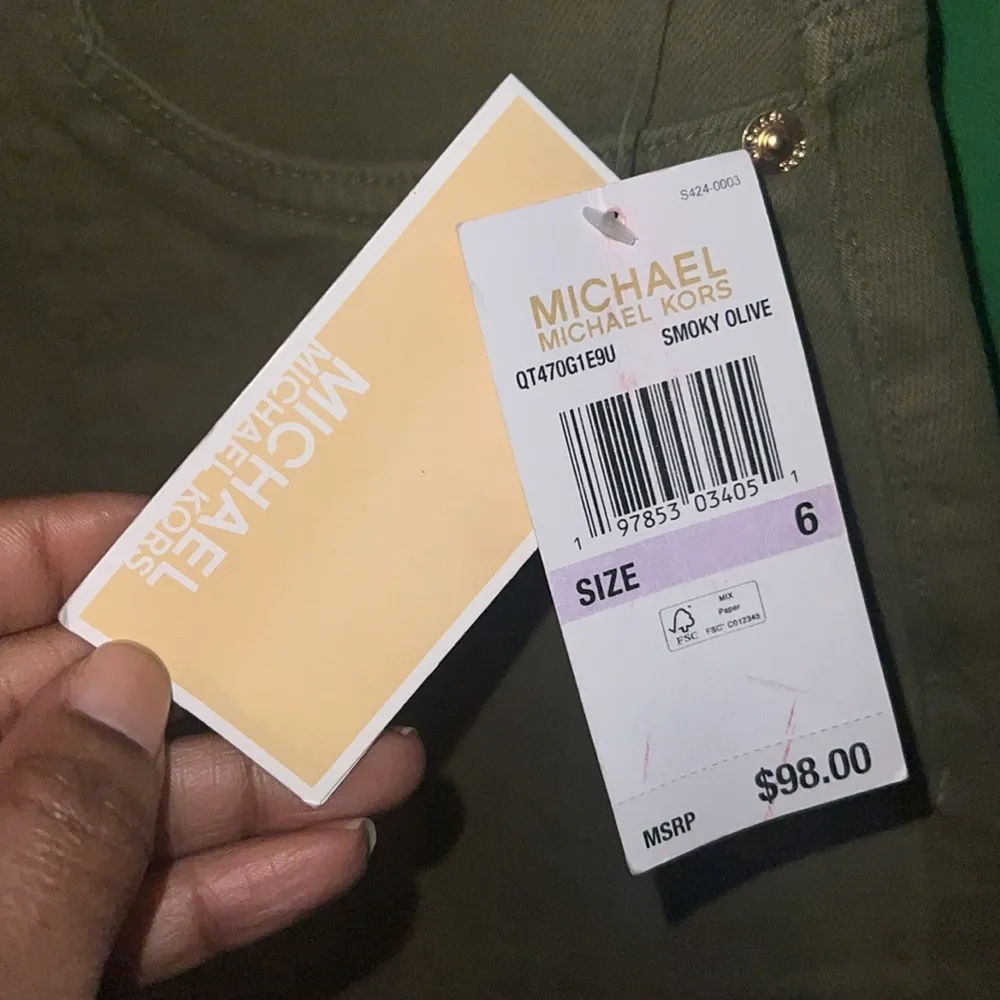 S424-0003
MICHAEL
MICHAEL KORS
QT470G1E9U SMOKY OLIVE
1 97853 03405 1
SIZE 6
MIX
Paper
FSC
FSC® C012345
MSRP $98.00
MICHAEL
MICHAEL KORS